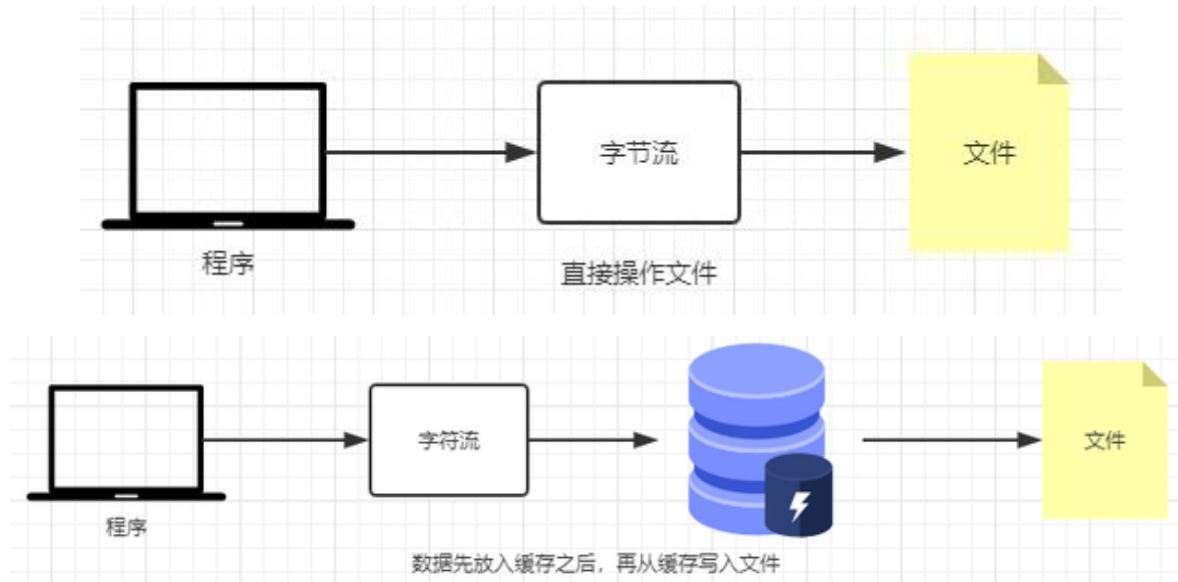 字节流
文件
程序
直接操作文件
字符流
文件
程序
数据先放入缓存之后，再从缓存写入文件